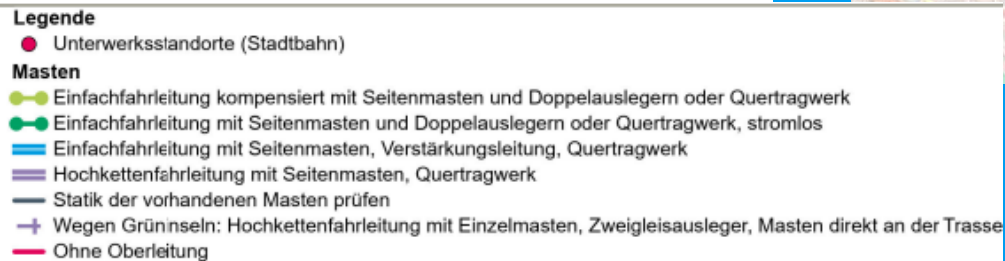 Legende
Unterwerksstandorte (Stadtbahn)
Masten
Einfachfahrleitung kompensiert mit Seitenmasten und Doppelauslegern oder Quertragwerk
Einfachfahrleitung mit Seitenmasten und Doppelauslegern oder Quertragwerk, stromlos
Einfachfahrleitung mit Seitenmasten, Verstärkungsleitung, Quertragwerk
Hochkettenfahrleitung mit Seitenmasten, Quertragwerk
Statik der vorhandenen Masten prüfen
Wegen Grüninseln: Hochkettenfahrleitung mit Einzelmasten, Zweigleisausleger, Masten direkt an der Trasse
Ohne Oberleitung